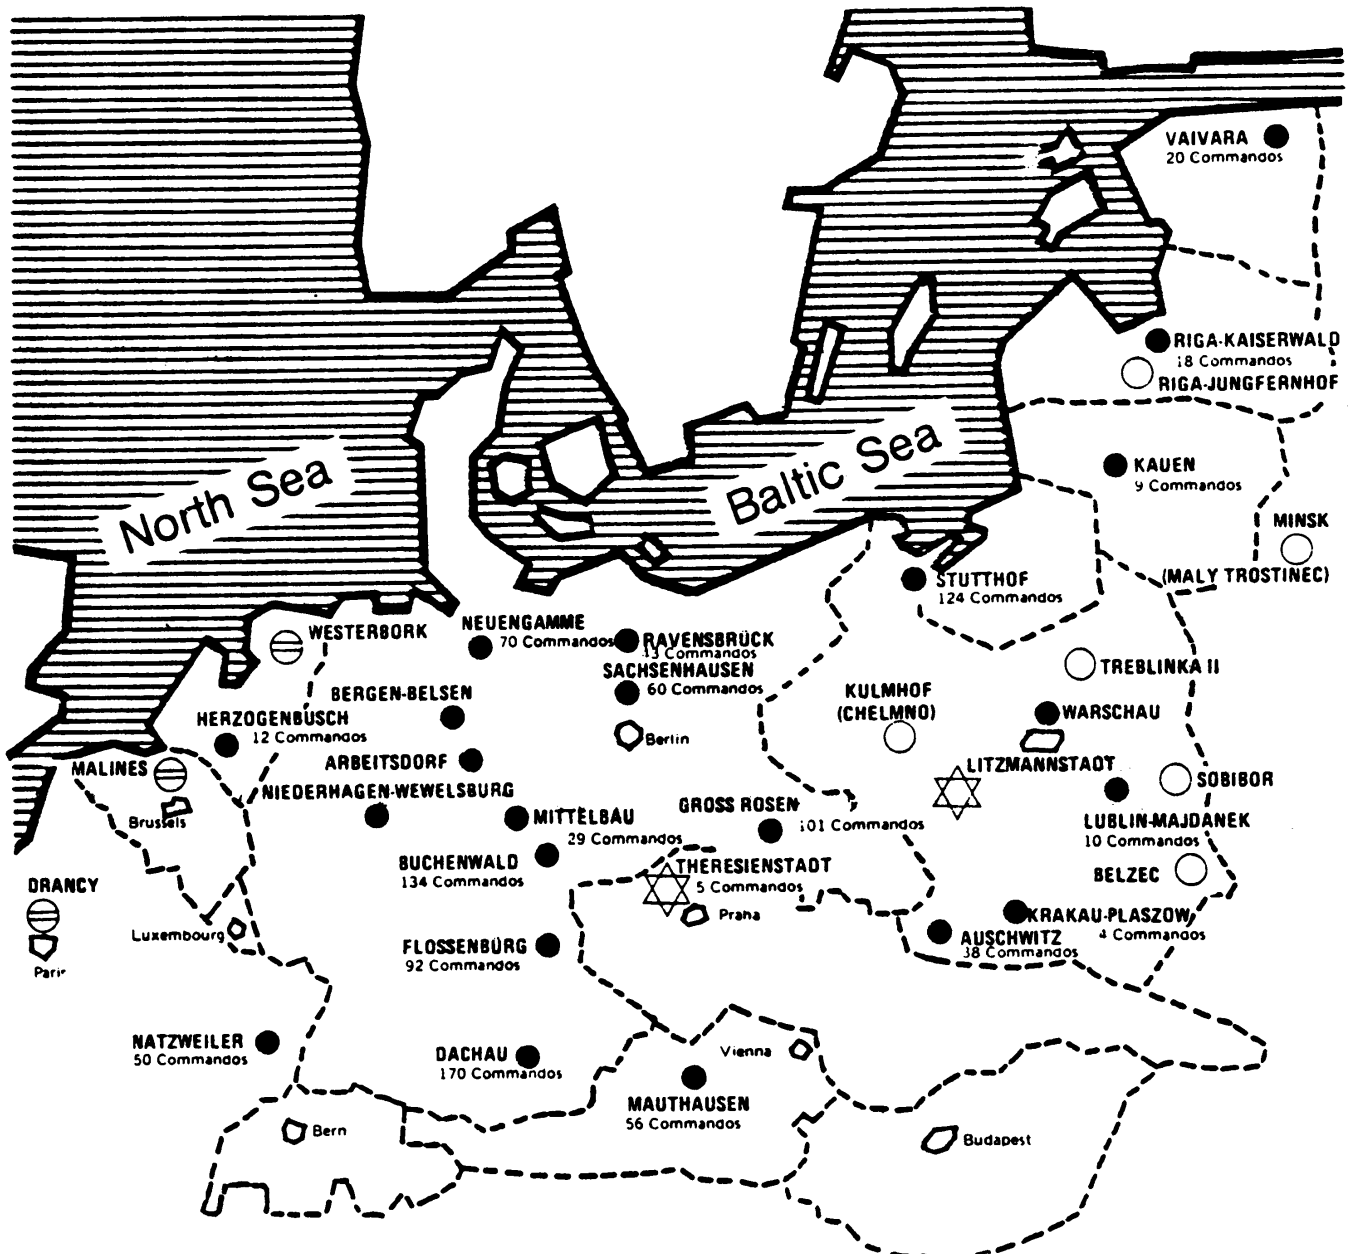 VAIVARA
20 Commandos
RIGA-KAISERWALD
18 Commandos
RIGA-JUNGFERNHOF
North Sea
Baltic Sea
KAUEN
9 Commandos
MINSK
(MALY TROSTINEC)
STUTTHOF
124 Commandos
WESTERBORK
NEUENGAMME
70 Commandos
RAVENSBRÜCK
Commandos
SACHSENHAUSEN
60 Commandos
TREBLINKA II
BERGEN-BELSEN
KULMHOF
(CHELMNO)
WARSCHAU
HERZOGENBUSCH
12 Commandos
Berlin
MALINES
ARBEITSDORF
LITZMANNSTADT
SOBIBOR
NIEDERHAGEN-WEWELSBURG
Brussels
MITTELBAU
29 Commandos
GROSS ROSEN
101 Commandos
LUBLIN-MAJDANEK
10 Commandos
BUCHENWALD
134 Commandos
THERESIENSTADT
5 Commandos
BELZEC
DRANCY
Praha
KRAKAU-PLASZOW
4 Commandos
Luxembourg
FLOSSENBÜRG
92 Commandos
AUSCHWITZ
38 Commandos
Paris
NATZWEILER
50 Commandos
DACHAU
170 Commandos
Vienna
MAUTHAUSEN
56 Commandos
Bern
Budapest